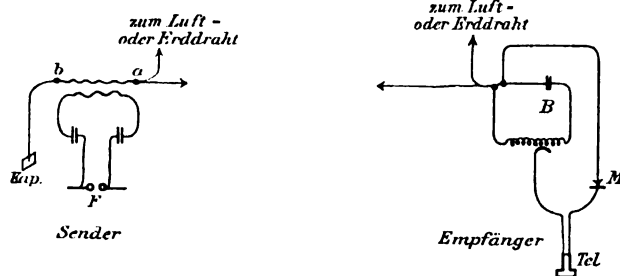 zum Luft-
oder Erddraht
b
a
Kap.
F
Sender
zum Luft-
oder Erddraht
B
M
Empfänger
Tel